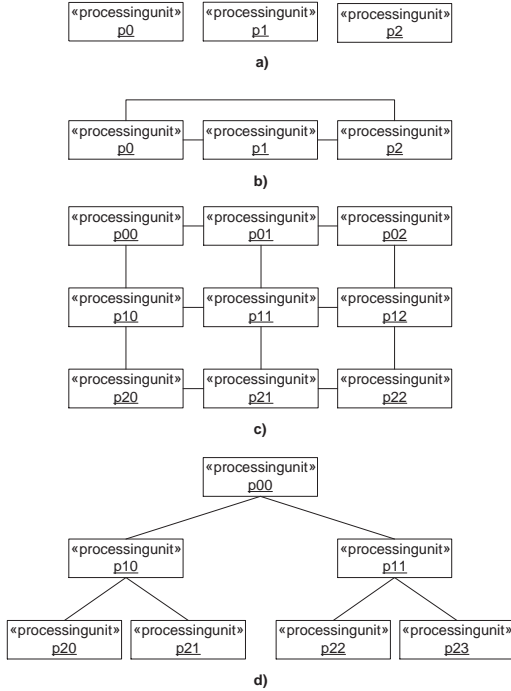 «processingunit» «processingunit» «processingunit»
p0 p1 p2
a)
«processingunit» «processingunit» «processingunit»
p0 p1 p2
b)
«processingunit» «processingunit» «processingunit»
p00 p01 p02
«processingunit» «processingunit» «processingunit»
p10 p11 p12
«processingunit» «processingunit» «processingunit»
p20 p21 p22
c)
«processingunit»
p00
«processingunit» «processingunit»
p10 p11
«processingunit» «processingunit» «processingunit» «processingunit»
p20 p21 p22 p23
d)